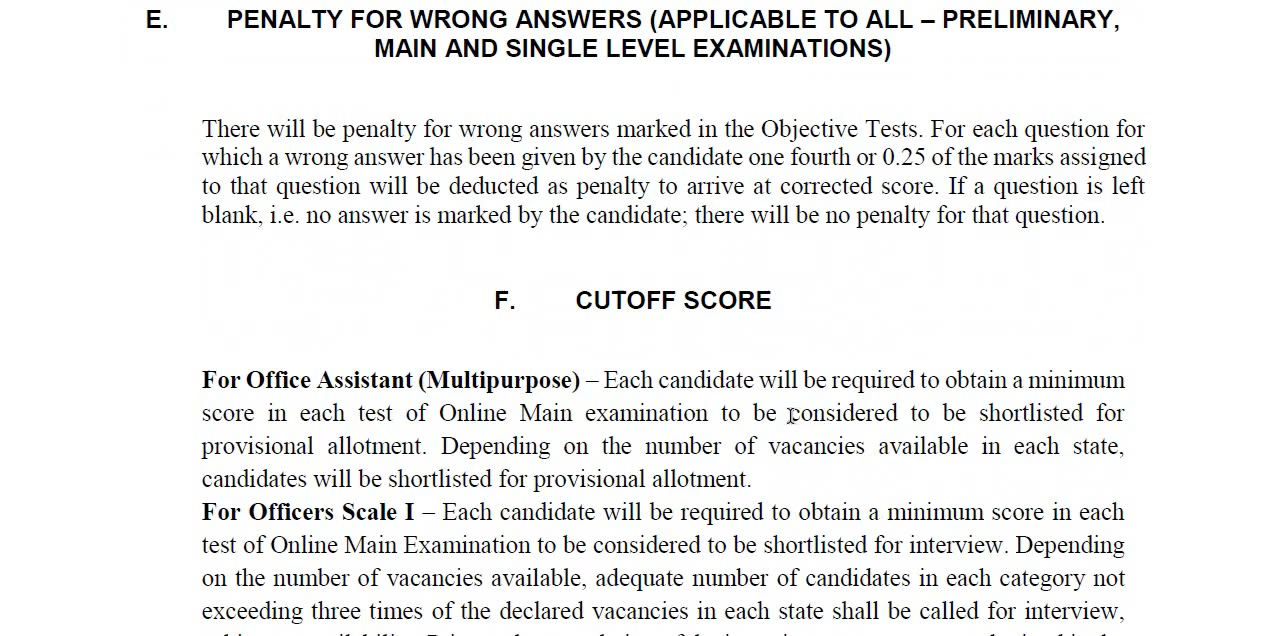 E. PENALTY FOR WRONG ANSWERS (APPLICABLE TO ALL – PRELIMINARY,
MAIN AND SINGLE LEVEL EXAMINATIONS)
There will be penalty for wrong answers marked in the Objective Tests. For each question for
which a wrong answer has been given by the candidate one fourth or 0.25 of the marks assigned
to that question will be deducted as penalty to arrive at corrected score. If a question is left
blank, i.e. no answer is marked by the candidate; there will be no penalty for that question.
F. CUTOFF SCORE
For Office Assistant (Multipurpose) – Each candidate will be required to obtain a minimum
score in each test of Online Main examination to be considered to be shortlisted for
provisional allotment. Depending on the number of vacancies available in each state,
candidates will be shortlisted for provisional allotment.
For Officers Scale I – Each candidate will be required to obtain a minimum score in each
test of Online Main Examination to be considered to be shortlisted for interview. Depending
on the number of vacancies available, adequate number of candidates in each category not
exceeding three times of the declared vacancies in each state shall be called for interview,